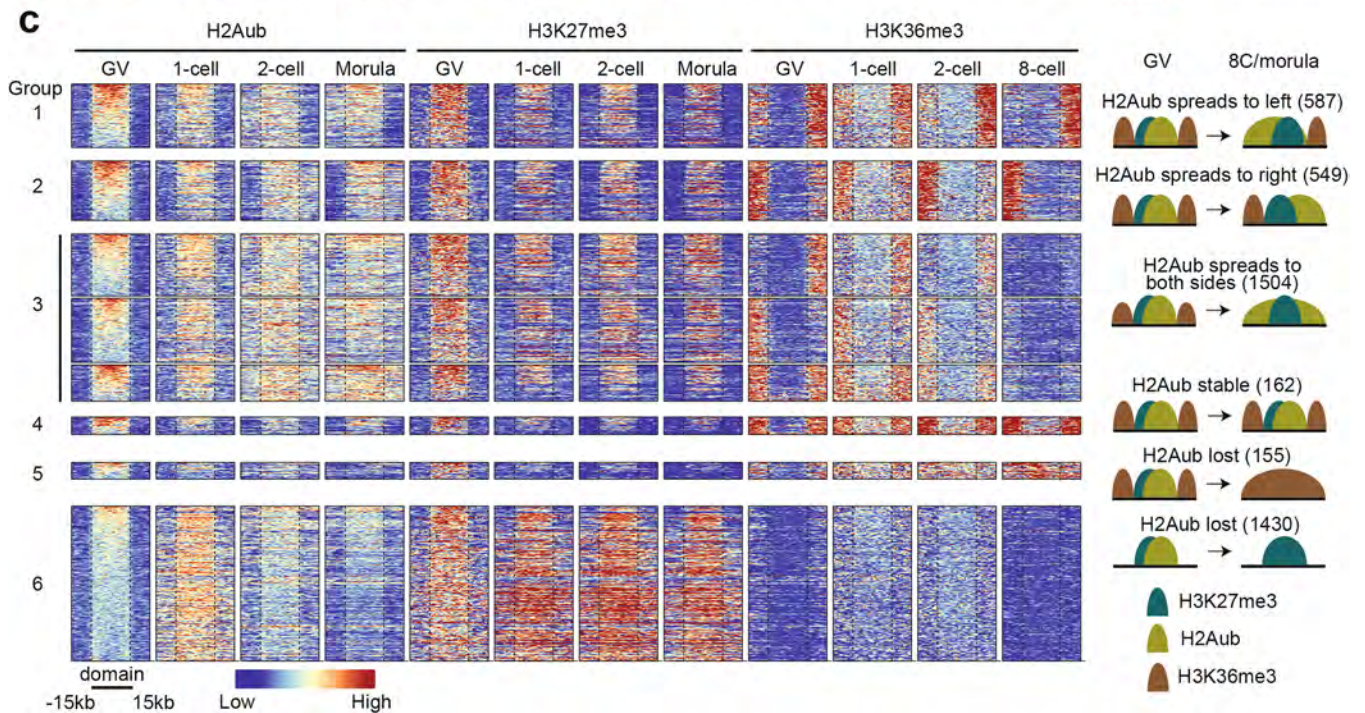 c
H2Aub H3K27me3 H3K36me3
GV 1-cell 2-cell Morula GV 1-cell 2-cell Morula GV 1-cell 2-cell 8-cell
GV 8C/morula
Group
1
H2Aub spreads to left (587)
2
H2Aub spreads to right (549)
3
H2Aub spreads to
both sides (1504)
4
H2Aub stable (162)
5
H2Aub lost (155)
6
H2Aub lost (1430)
H3K27me3
H2Aub
H3K36me3
domain
-15kb 15kb
Low High